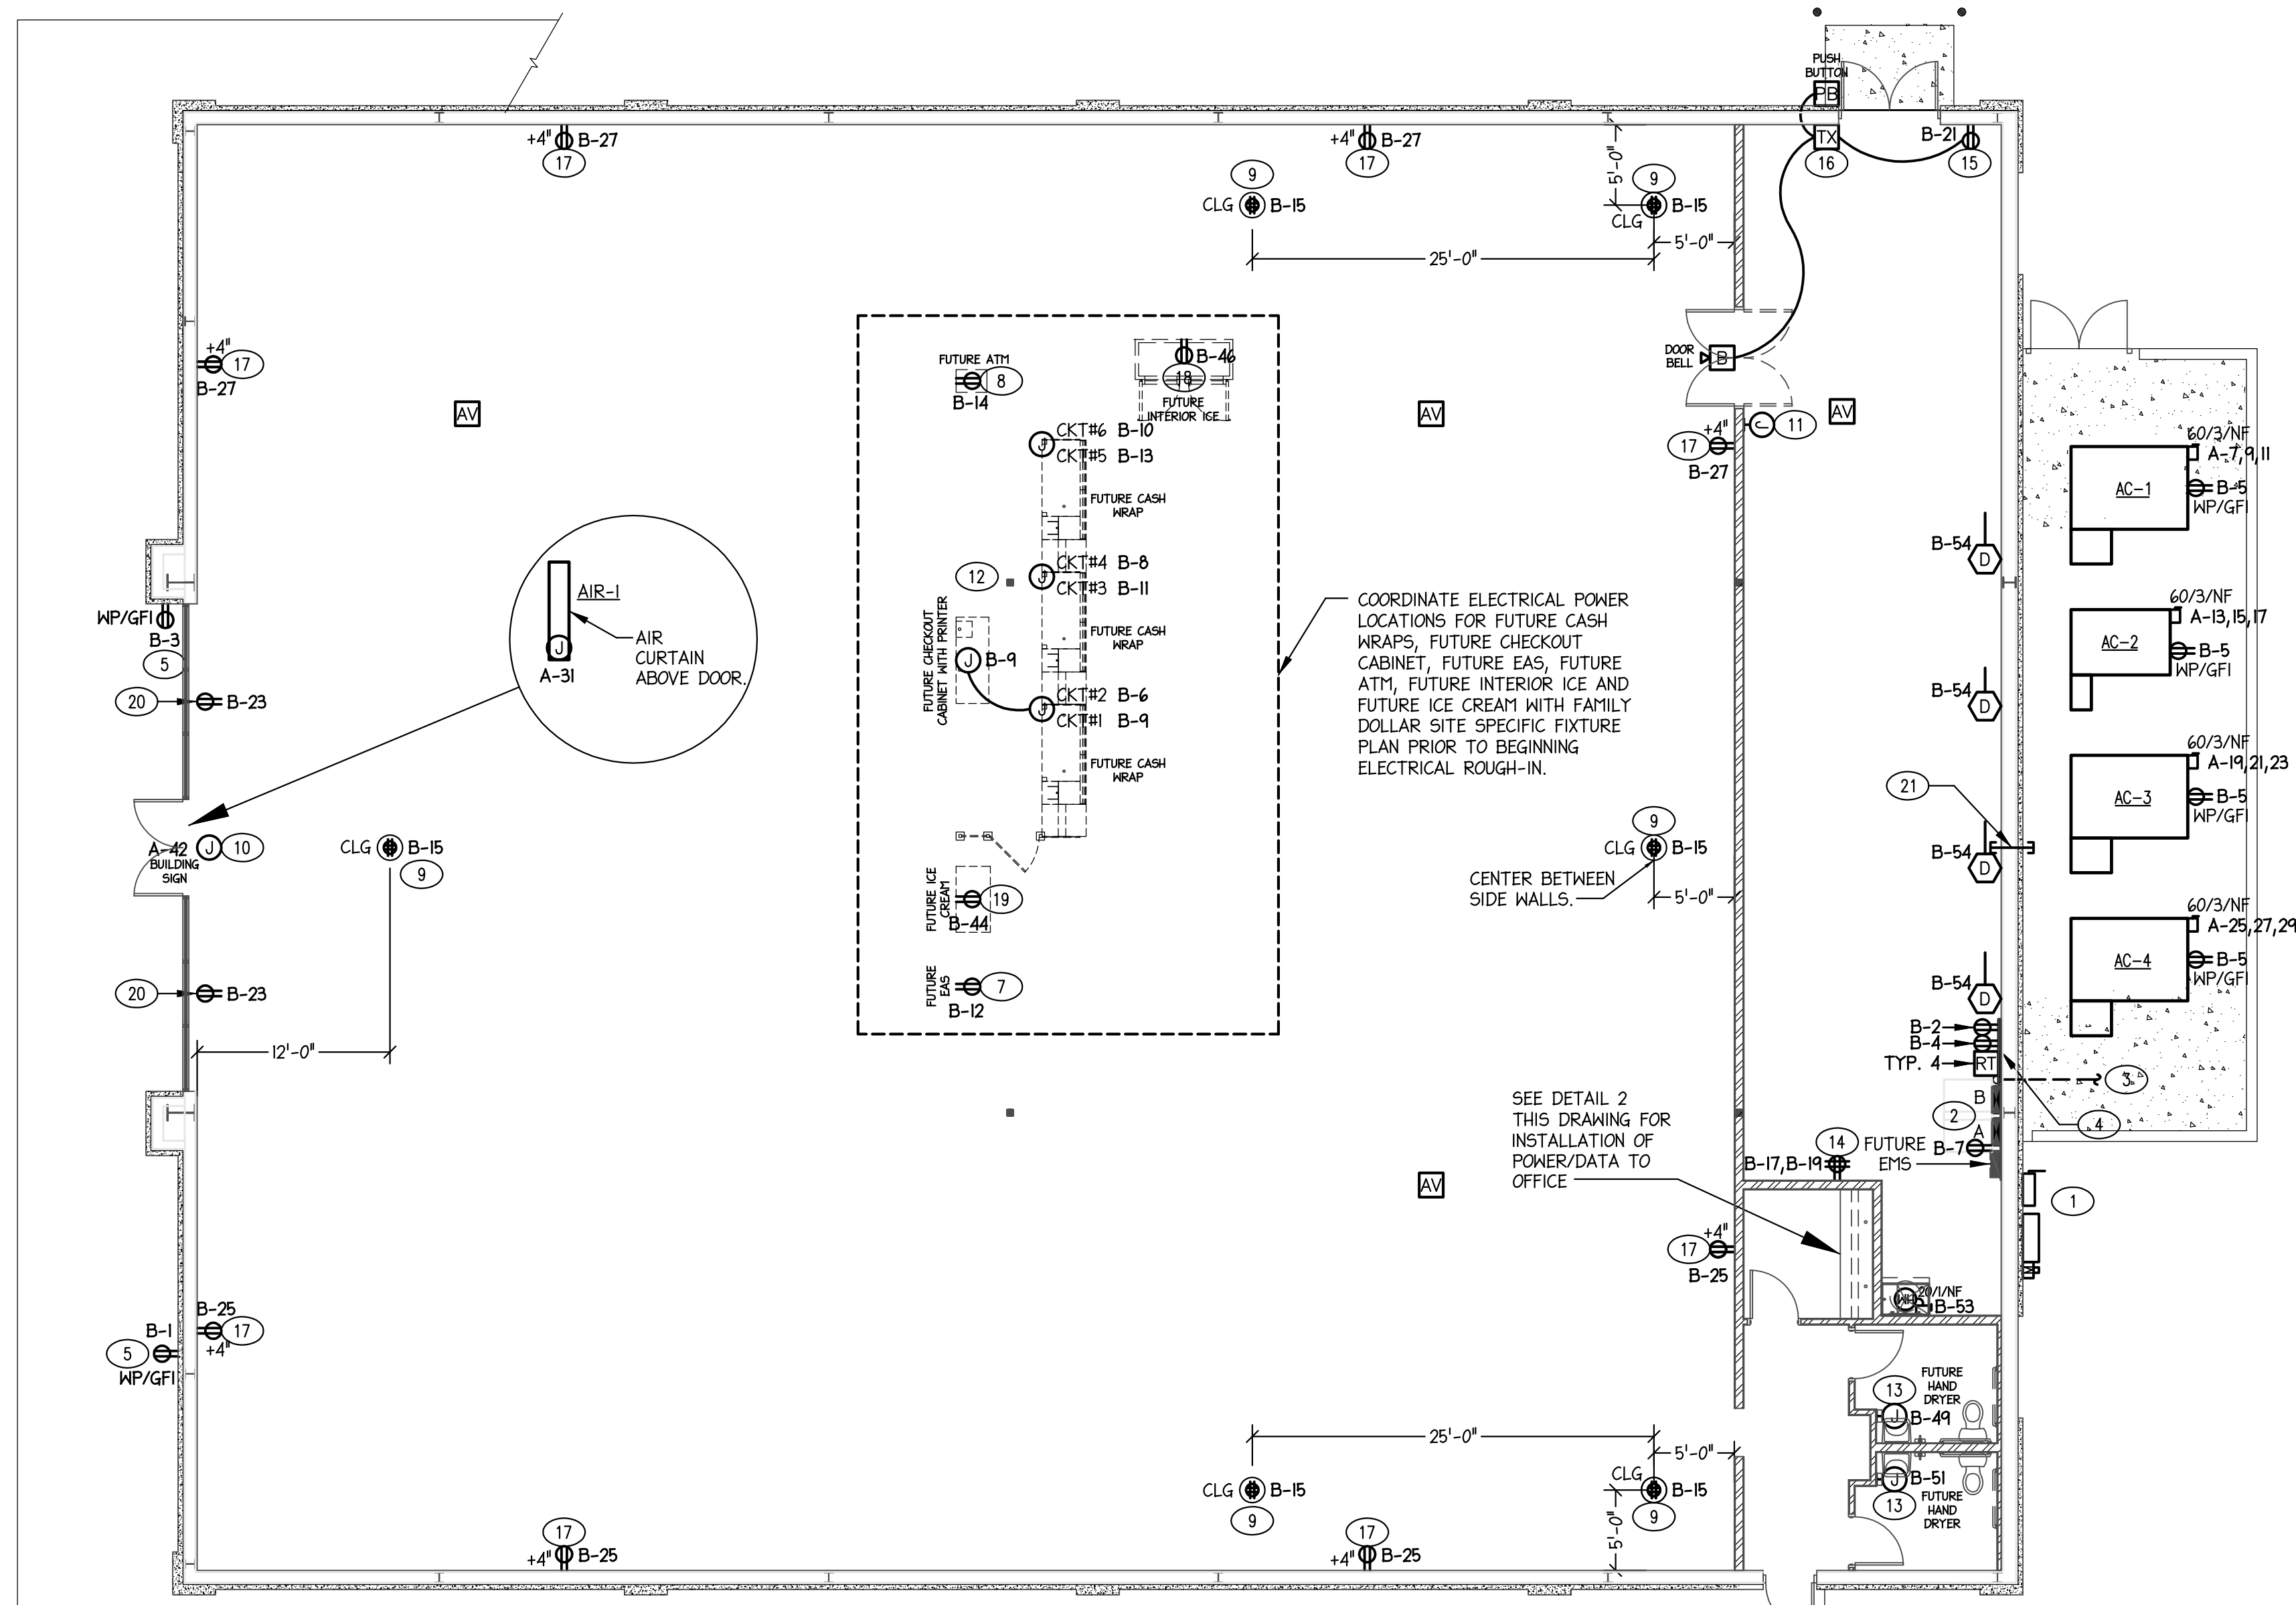 PUSH
BUTTON
PB
+4" B-27
17
+4" B-27
17
TX
16
B-21
15
5'-0"
9
CLG B-15
9
B-15
CLG
5'-0"
25'-0"
+4"
17
B-27
AV
FUTURE ATM
8
B-14
B-46
18
FUTURE
INTERIOR ICE
AV
DOOR
BELL
B
AV
J
11
+4"
17
B-27
J
CKT#6 B-10
CKT#5 B-13
FUTURE CASH
WRAP
60/3/NF
A-7,9,11
AC-1
B-5
WP/GFI
B-54
D
AIR-1
AIR
CURTAIN
ABOVE DOOR.
J
A-31
12
J
CKT#4 B-8
CKT#3 B-11
FUTURE CASH
WRAP
FUTURE CHECKOUT
CABINET WITH PRINTER
J
B-9
J
CKT#2 B-6
CKT#1 B-9
FUTURE CASH
WRAP
COORDINATE ELECTRICAL POWER
LOCATIONS FOR FUTURE CASH
WRAPS, FUTURE CHECKOUT
CABINET, FUTURE EAS, FUTURE
ATM, FUTURE INTERIOR ICE AND
FUTURE ICE CREAM WITH FAMILY
DOLLAR SITE SPECIFIC FIXTURE
PLAN PRIOR TO BEGINNING
ELECTRICAL ROUGH-IN.
60/3/NF
A-13,15,17
AC-2
B-5
WP/GFI
B-54
D
WP/GFI
B-3
5
20
B-23
60/3/NF
A-19,21,23
AC-3
B-5
WP/GFI
21
B-54
D
A-42
J
10
BUILDING
SIGN
CLG B-15
9
9
CLG B-15
CENTER BETWEEN
SIDE WALLS.
5'-0"
FUTURE ICE
CREAM
19
B-44
FUTURE
EAS
7
B-12
60/3/NF
A-25,27,29
AC-4
B-5
WP/GFI
B-54
D
20
B-23
12'-0"
B-2
B-4
TYP. 4
RT
3
B
2
A
4
B-7
FUTURE
EMS
14
B-17,B-19
1
SEE DETAIL 2
THIS DRAWING FOR
INSTALLATION OF
POWER/DATA TO
OFFICE
AV
+4"
17
B-25
WH
20/1/NF
B-53
B-25
17
+4"
B-1
5
WP/GFI
13
FUTURE
HAND
DRYER
J
B-49
J
B-51
13
FUTURE
HAND
DRYER
25'-0"
5'-0"
CLG B-15
9
CLG
B-15
9
5'-0"
17
+4" B-25
17
+4" B-25